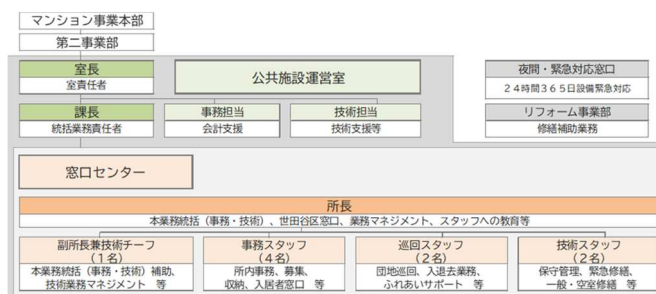 マンション事業本部
第二事業部
室長
室責任者
公共施設運営室
夜間・緊急対応窓口
24時間365日設備緊急対応
課長
統括業務責任者
事務担当
会計支援
技術担当
技術支援等
リフォーム事業部
修繕補助業務
窓口センター
所長
本業務統括(事務・技術)、世田谷区窓口、業務マネジメント、スタッフへの教育等
副所長兼技術チーフ
(1名)
本業務統括(事務・技術)補助、
技術業務マネジメント 等
事務スタッフ
(4名)
所内事務、募集、
収納、入居者窓口 等
巡回スタッフ
(2名)
団地巡回、入退去業務、
ふれあいサポート 等
技術スタッフ
(2名)
保守管理、緊急修繕、
一般・空室修繕 等